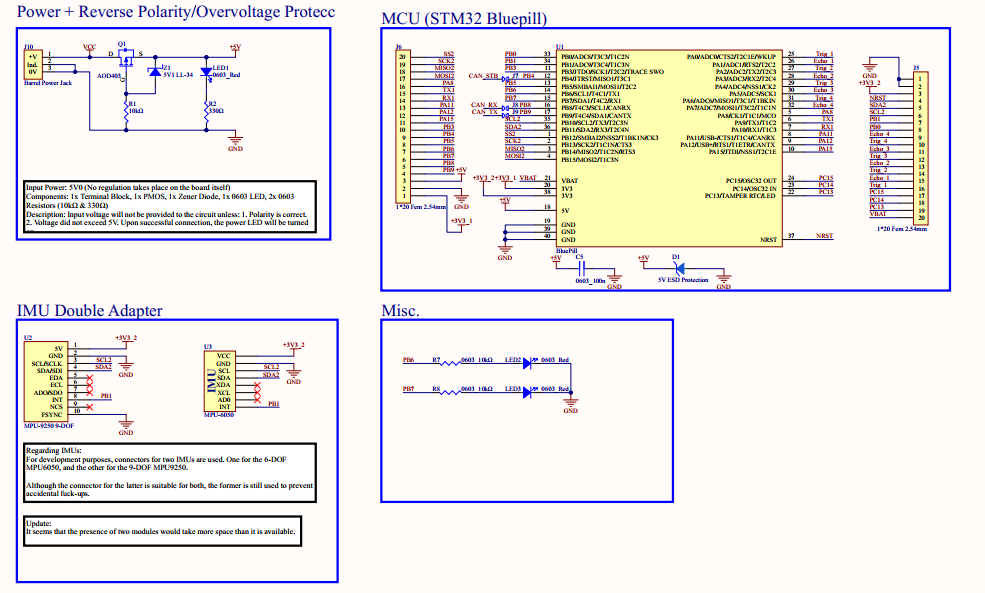 Power + Reverse Polarity/Overvoltage Protecc
J10
+V
Ind.
0V
1
2
3
Barrel Power Jack
VCC
Q1
D
S
AOD403
Z1
5V1 LL-34
+5V
LED1
0603_Red
R1
10kΩ
R2
330Ω
GND
Input Power: 5V0 (No regulation takes place on the board itself)
Components: 1x Terminal Block, 1x PMOS, 1x Zener Diode, 1x 0603 LED, 2x 0603
Resistors (10kΩ & 330Ω)
Description: Input voltage will not be provided to the circuit unless: 1. Polarity is correct.
2. Voltage did not exceed 5V. Upon successful connection, the power LED will be turned
MCU (STM32 Bluepill)
J6
20 SS2
19 SCK2
18 MISO2
17 MOSI2
16 PA8
15 TX1
14 RX1
13 PA11
12 PA12
11 PA15
10 PB3
9 PB4
8 PB5
7 PB6
6 PB7
5 PB8
4 PB9
3
2
1
+5V
GND
+3V3_1
1*20 Fem 2.54mm
U1
PB0 33 PB0/ADC8/T3C3/T1C2N
PB1 34 PB1/ADC9/T3C4/T1C3N
PB3 11 PB3/TDO/SCK1/T2C2/TRACE SWO
CAN_STB J7 PB4 12 PB4/TRST/MISO1/T3C1
PB5 13 PB5/SMBAI1/MOSI1/T2C2
PB6 14 PB6/SCL1/T4C1/TX1
PB7 15 PB7/SDA1/T4C2/RX1
CAN_RX J8 PB8 16 PB8/T4C3/SCL1/CANRX
CAN_TX J9 PB9 17 PB9/T4C4/SDA1/CANTX
SCL2 35 PB10/SCL2/TX3/T2C3N
SDA2 36 PB11/SDA2/RX3/T2C4N
SS2 1 PB12/SMBAI2/NSS2/T1BKIN/CK3
SCK2 2 PB13/SCK2/T1C1N/CTS3
MISO2 3 PB14/MISO2/T1C2N/RTS3
MOSI2 4 PB15/MOSI2/T1C3N
+3V3_2 +3V3_1 VBAT 21 VBAT
20 3V3
38 3V3
+5V
18 5V
19 GND
39 GND
40 GND
GND
BluePill
PA0/ADC0/CTS2/T2C1E/WKUP 25 Trig_1
PA1/ADC1/RTS2/T2C2 26 Echo_1
PA2/ADC2/TX2/T2C3 27 Trig_2
PA3/ADC3/RX2/T2C4 28 Echo_2
PA4/ADC4/NSS1/CK2 29 Trig_3
PA5/ADC5/SCK1 30 Echo_3
PA6/ADC6/MISO1/T3C1/T1BKIN 31 Trig_4
PA7/ADC7/MOSI1/T3C2/T1C1N 32 Echo_4
PA8/CK1/T1C1/MCO 5 PA8
PA9/TX1/T1C2 6 TX1
PA10/RX1/T1C3 7 RX1
PA11/USB-/CTS1/T1C4/CANRX 8 PA11
PA12/USB+/RTS1/T1ETR/CANTX 9 PA12
PA15/JTDI/NSS1/T2C1E 10 PA15
PC15/OSC32 OUT 24 PC15
PC14/OSC32 IN 23 PC14
PC13/TAMPER RTC/LED 22 PC13
NRST 37 NRST
J5
GND
+3V3_2
1
2
3
NRST 4
SDA2 5
SCL2 6
PB1 7
PB0 8
Echo_4 9
Trig_4 10
Echo_3 11
Trig_3 12
Echo_2 13
Trig_2 14
Echo_1 15
Trig_1 16
PC15 17
PC14 18
PC13 19
VBAT 20
1*20 Fem 2.54mm
+5V
C5
0603_100n
GND
+5V
D1
5V ESD Protection
GND
IMU Double Adapter
U2
5V 1
GND 2
SCL/SCLK 3 SCL2
SDA/SDI 4 SDA2
EDA 5
ECL 6
ADO/SDO 7
INT 8 PB1
NCS 9
FSYNC 10
+3V3_2
GND
GND
MPU-9250 9-DOF
U3
IMU
VCC
GND
SCL SCL2
SDA SDA2
XDA
XCL
AD0
INT PB1
+3V3_2
GND
MPU-6050
Regarding IMUs:
For development purposes, connectors for two IMUs are used. One for the 6-DOF
MPU6050, and the other for the 9-DOF MPU9250.
Although the connector for the latter is suitable for both, the former is still used to prevent
accidental fuck-ups.
Update:
It seems that the presence of two modules would take more space than it is available.
Misc.
PB6 R7 0603_10kΩ LED2 0603_Red
PB7 R8 0603_10kΩ LED3 0603_Red
GND